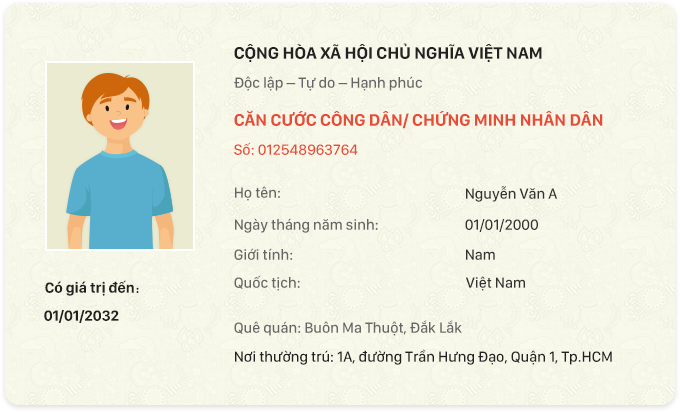 CỘNG HÒA XÃ HỘI CHỦ NGHĨA VIỆT NAM
Độc lập – Tự do – Hạnh phúc
CĂN CƯỚC CÔNG DÂN/ CHỨNG MINH NHÂN DÂN
Số: 012548963764
Họ tên: Nguyễn Văn A
Ngày tháng năm sinh: 01/01/2000
Giới tính: Nam
Quốc tịch: Việt Nam
Có giá trị đến:
01/01/2032
Quê quán: Buôn Ma Thuột, Đắk Lắk
Nơi thường trú: 1A, đường Trần Hưng Đạo, Quận 1, Tp.HCM